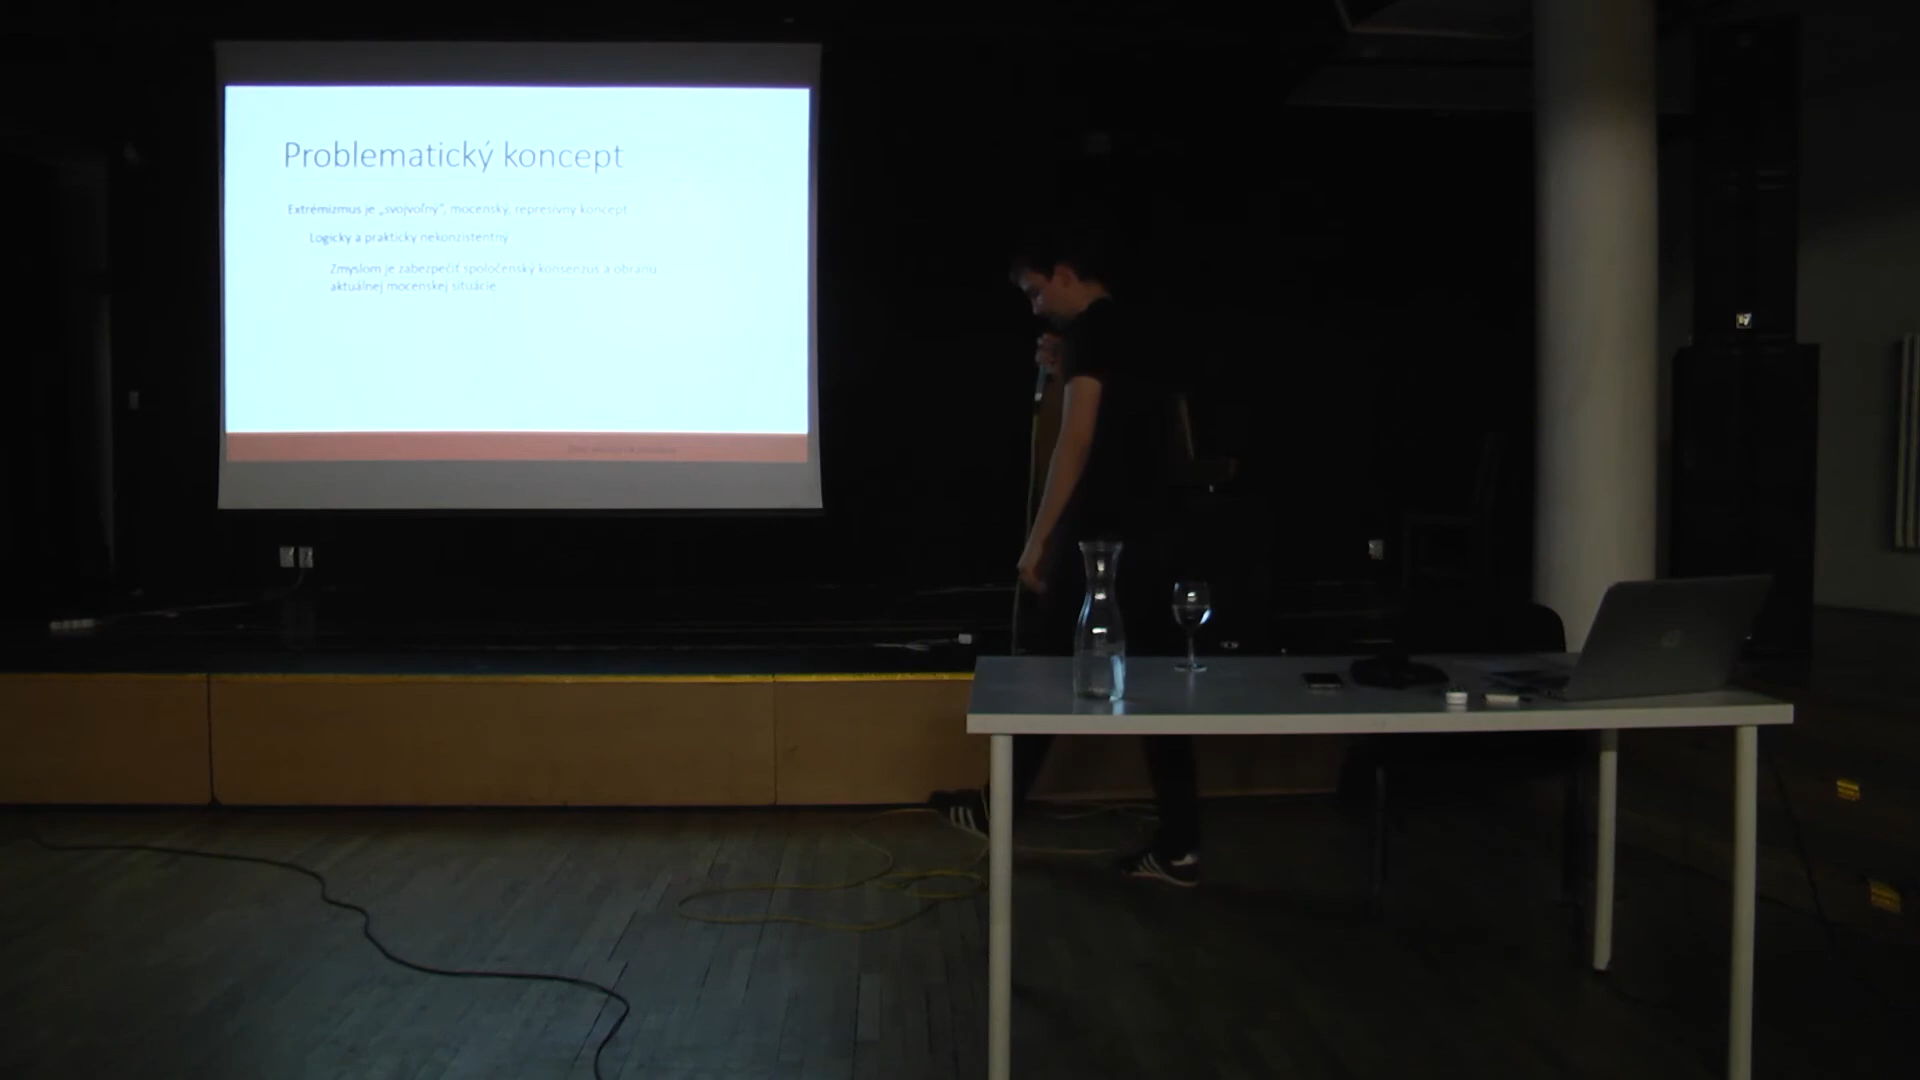 Problematický koncept
Extrémizmus je „svojvoľný“, mocenský, represívny koncept
Logicky a prakticky nekonzistentný
Zmyslom je zabezpečiť spoločenský konsenzus a obranu
aktuálnej mocenskej situácie